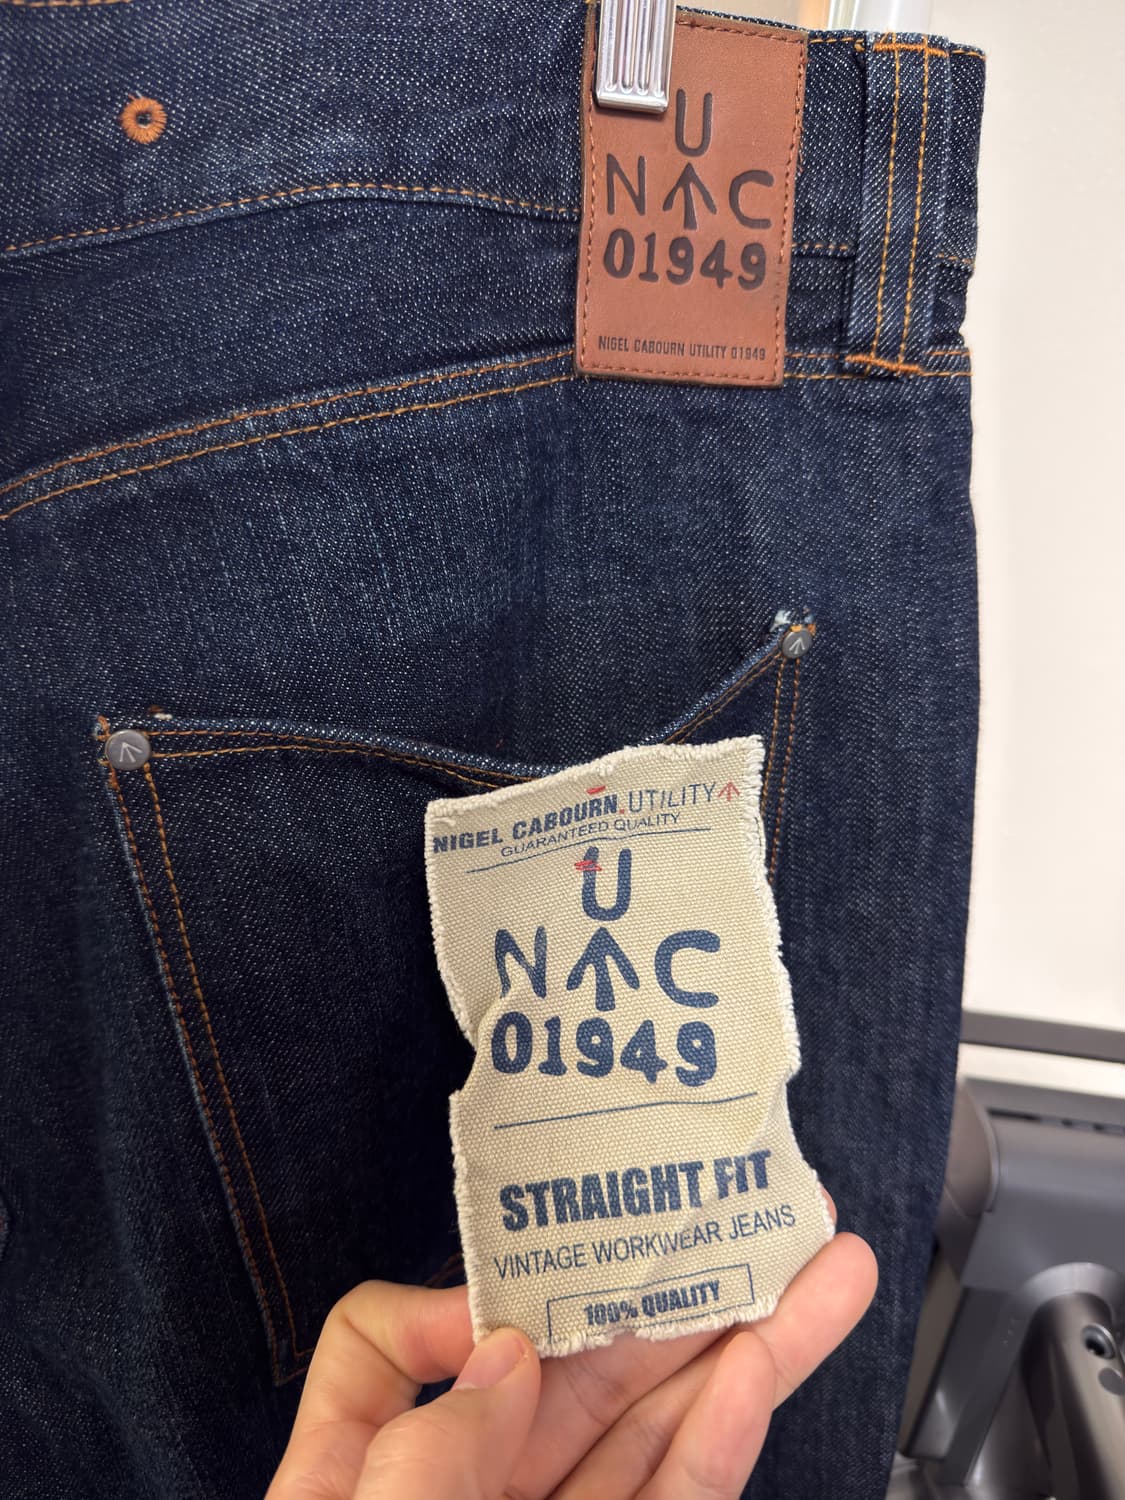 U
N↑C
01949
NIGEL CABOURN UTILITY 01949
NIGEL CABOURN.UTILITY↑
GUARANTEED QUALITY
U
N↑C
01949
STRAIGHT FIT
VINTAGE WORKWEAR JEANS
100% QUALITY